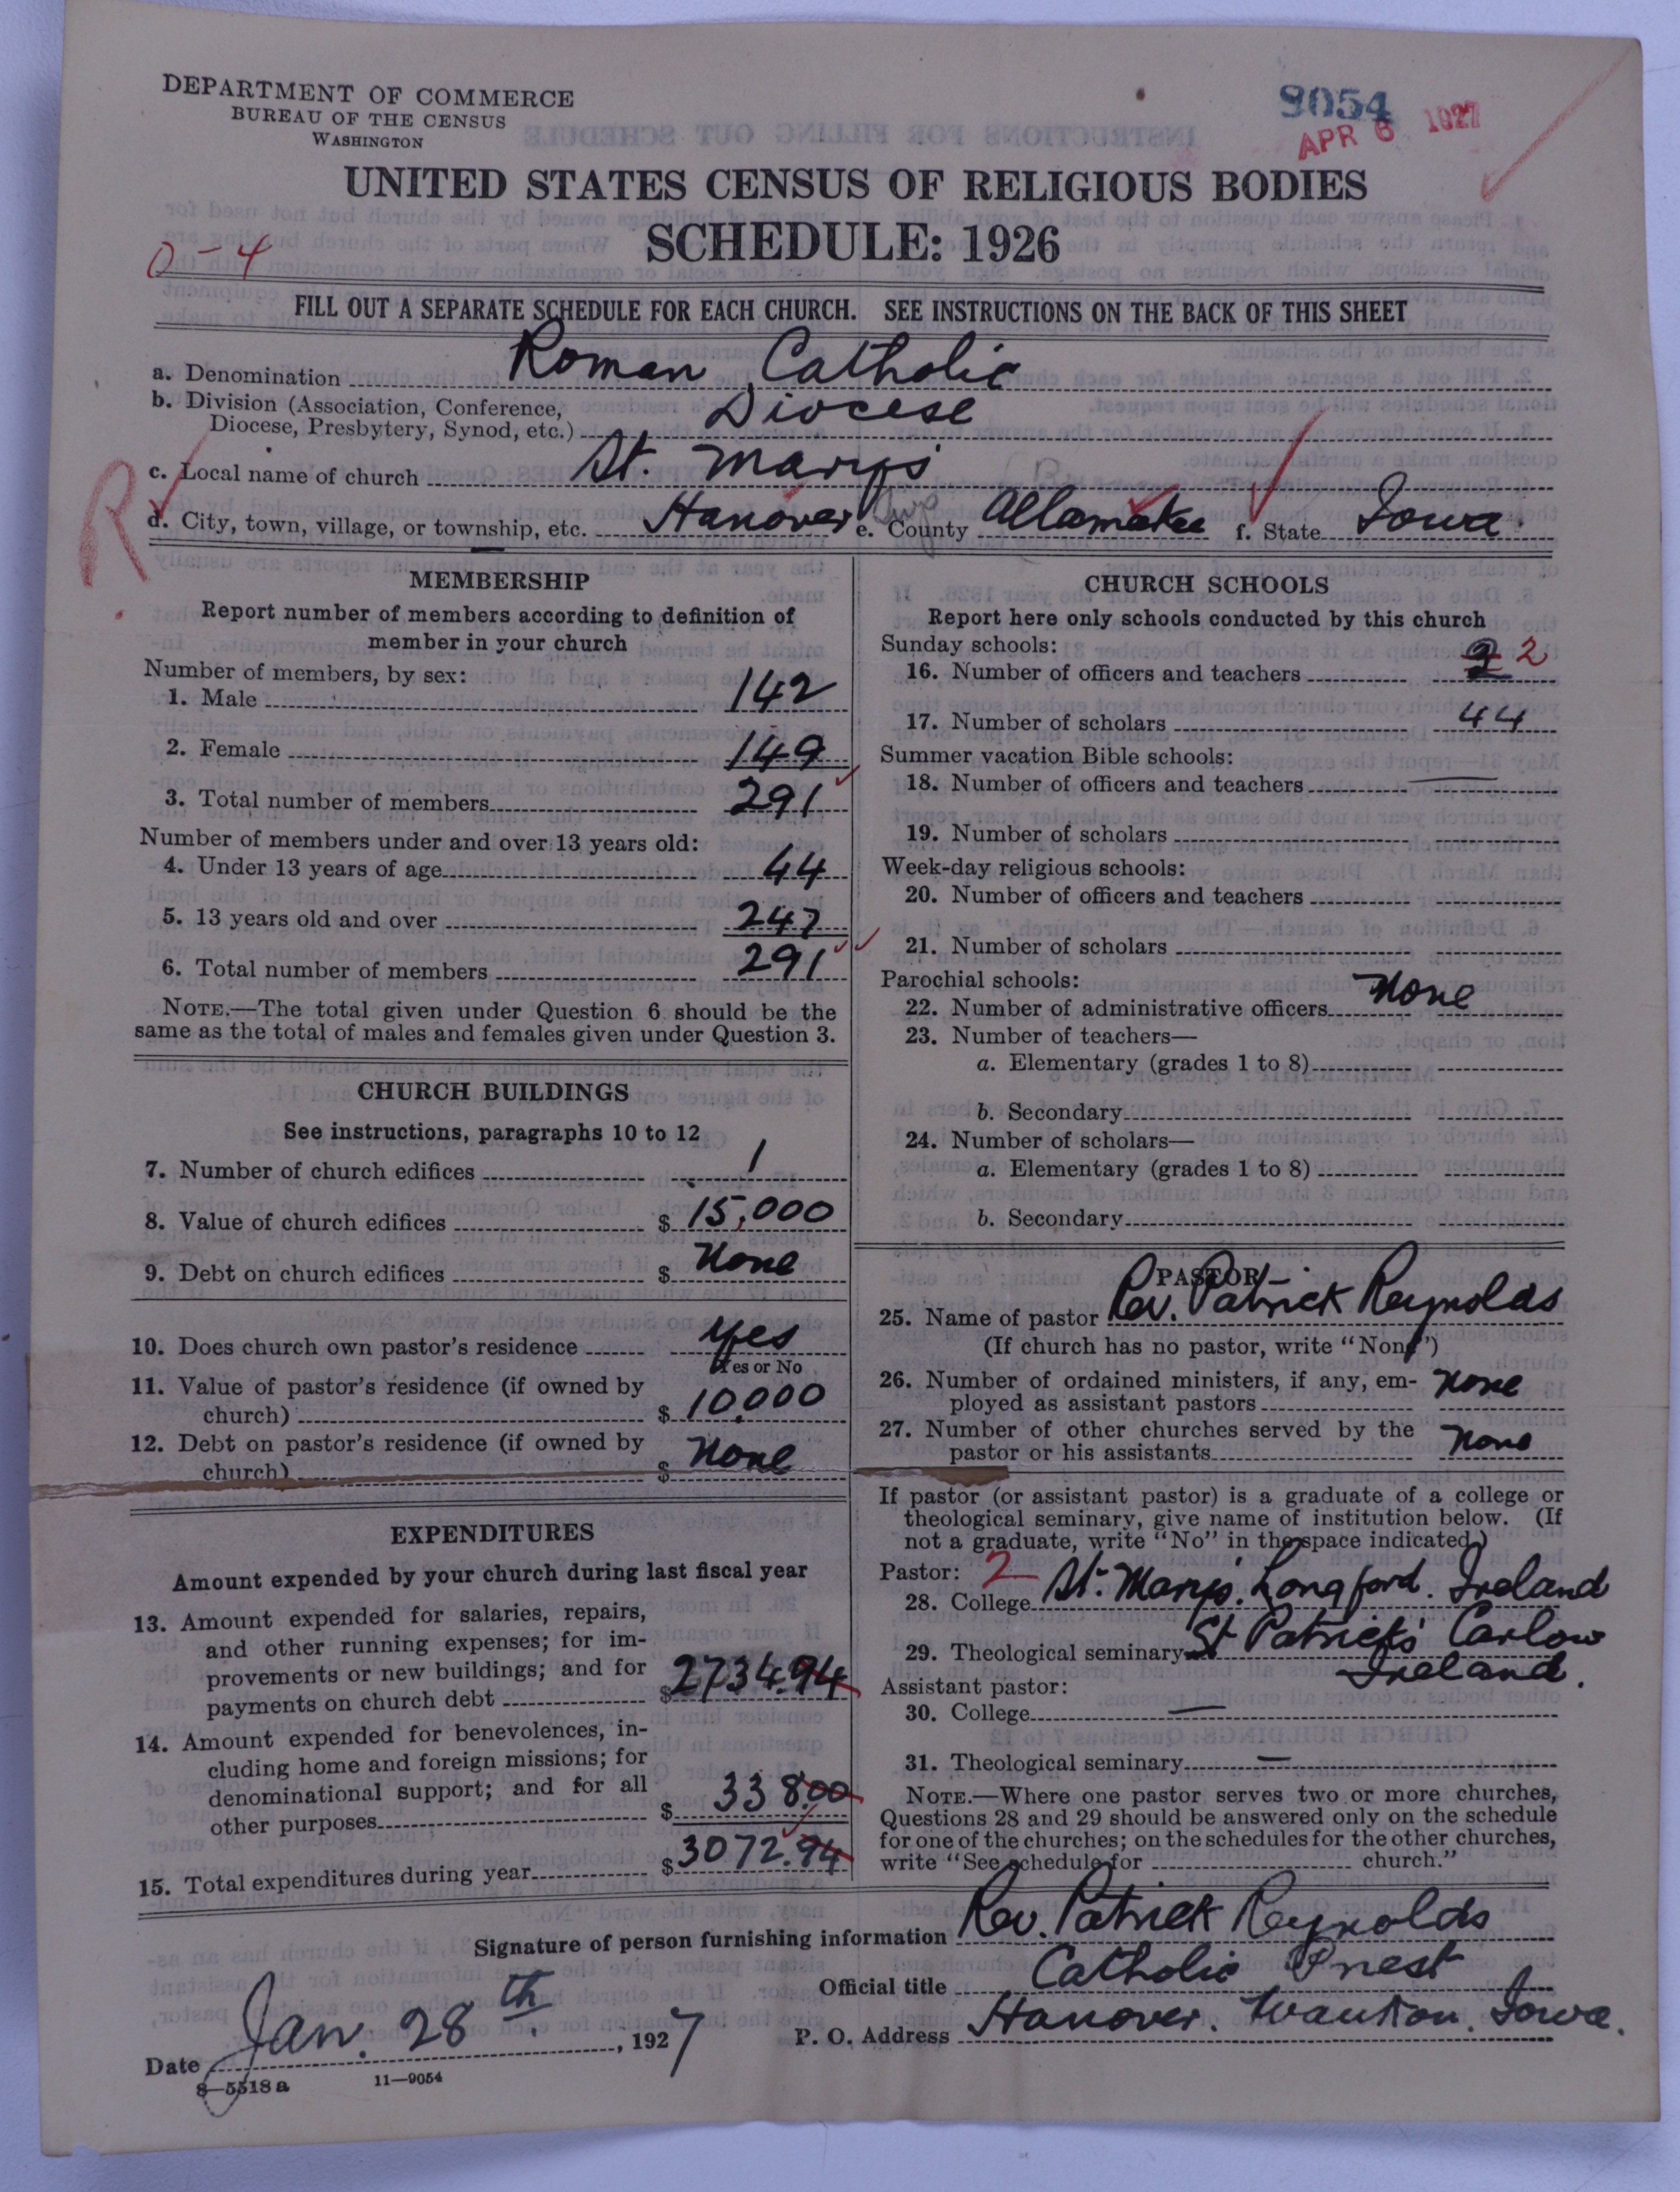 DEPARTMENT OF COMMERCE
BUREAU OF THE CENSUS
WASHINGTON
9054
APR 6 1927
UNITED STATES CENSUS OF RELIGIOUS BODIES
SCHEDULE: 1926
0-4
FILL OUT A SEPARATE SCHEDULE FOR EACH CHURCH. SEE INSTRUCTIONS ON THE BACK OF THIS SHEET
a. Denomination Roman Catholic
b. Division (Association, Conference,
Diocese, Presbytery, Synod, etc.) Diocese
c. Local name of church St. Mary's
R
d. City, town, village, or township, etc. Hanover Twp e. County Allamakee f. State Iowa.
MEMBERSHIP
Report number of members according to definition of
member in your church
Number of members, by sex:
1. Male 142
2. Female 149
3. Total number of members 291
Number of members under and over 13 years old:
4. Under 13 years of age 44
5. 13 years old and over 247
6. Total number of members 291
NOTE.—The total given under Question 6 should be the
same as the total of males and females given under Question 3.
CHURCH BUILDINGS
See instructions, paragraphs 10 to 12
7. Number of church edifices 1
8. Value of church edifices $ 15,000
9. Debt on church edifices $ None
10. Does church own pastor's residence Yes
Yes or No
11. Value of pastor's residence (if owned by
church) $ 10,000
12. Debt on pastor's residence (if owned by
church) $ None
EXPENDITURES
Amount expended by your church during last fiscal year
13. Amount expended for salaries, repairs,
and other running expenses; for im-
provements or new buildings; and for
payments on church debt $ 2734.94
14. Amount expended for benevolences, in-
cluding home and foreign missions; for
denominational support; and for all
other purposes $ 338.00
15. Total expenditures during year $ 3072.94
CHURCH SCHOOLS
Report here only schools conducted by this church
Sunday schools:
16. Number of officers and teachers 2
17. Number of scholars 44
Summer vacation Bible schools:
18. Number of officers and teachers
19. Number of scholars
Week-day religious schools:
20. Number of officers and teachers
21. Number of scholars
Parochial schools:
22. Number of administrative officers None
23. Number of teachers—
a. Elementary (grades 1 to 8)
b. Secondary
24. Number of scholars—
a. Elementary (grades 1 to 8)
b. Secondary
PASTOR
25. Name of pastor Rev. Patrick Reynolds
(If church has no pastor, write "None")
26. Number of ordained ministers, if any, em-
ployed as assistant pastors None
27. Number of other churches served by the
pastor or his assistants None
If pastor (or assistant pastor) is a graduate of a college or
theological seminary, give name of institution below. (If
not a graduate, write "No" in the space indicated.)
Pastor: 2
28. College St. Mary's. Longford. Ireland
29. Theological seminary St Patrick's Carlow
Ireland.
Assistant pastor:
30. College —
31. Theological seminary —
NOTE.—Where one pastor serves two or more churches,
Questions 28 and 29 should be answered only on the schedule
for one of the churches; on the schedules for the other churches,
write "See schedule for church."
Signature of person furnishing information Rev. Patrick Reynolds
Official title Catholic Priest
P. O. Address Hanover. Waukon. Iowa.
Date Jan. 28th, 1927
8—5518 a 11—9054